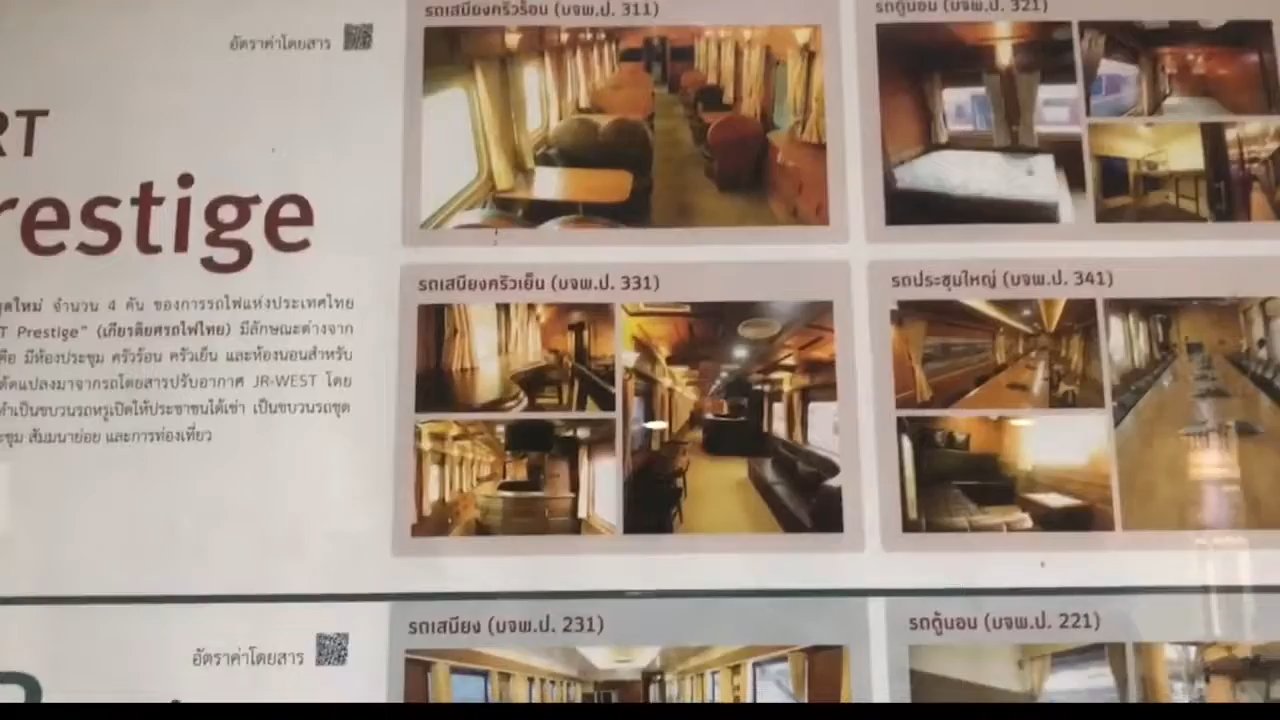 อัตราค่าโดยสาร
RT
restige
ชุดใหม่ จำนวน 4 คัน ของการรถไฟแห่งประเทศไทย
T Prestige" (เกียรติยศรถไฟไทย) มีลักษณะต่างจาก
คือ มีห้องประชุม ครัวร้อน ครัวเย็น และห้องนอนสำหรับ
ดัดแปลงมาจากรถโดยสารปรับอากาศ JR-WEST โดย
ทำเป็นขบวนรถหรูเปิดให้ประชาชนได้เช่า เป็นขบวนรถชุด
ะชุม สัมมนาย่อย และการท่องเที่ยว
รถเสบียงครัวร้อน (บจพ.ป. 311)
รถตู้นอน (บจพ.ป. 321)
รถเสบียงครัวเย็น (บจพ.ป. 331)
รถประชุมใหญ่ (บจพ.ป. 341)
อัตราค่าโดยสาร
รถเสบียง (บจพ.ป. 231)
รถตู้นอน (บจพ.ป. 221)